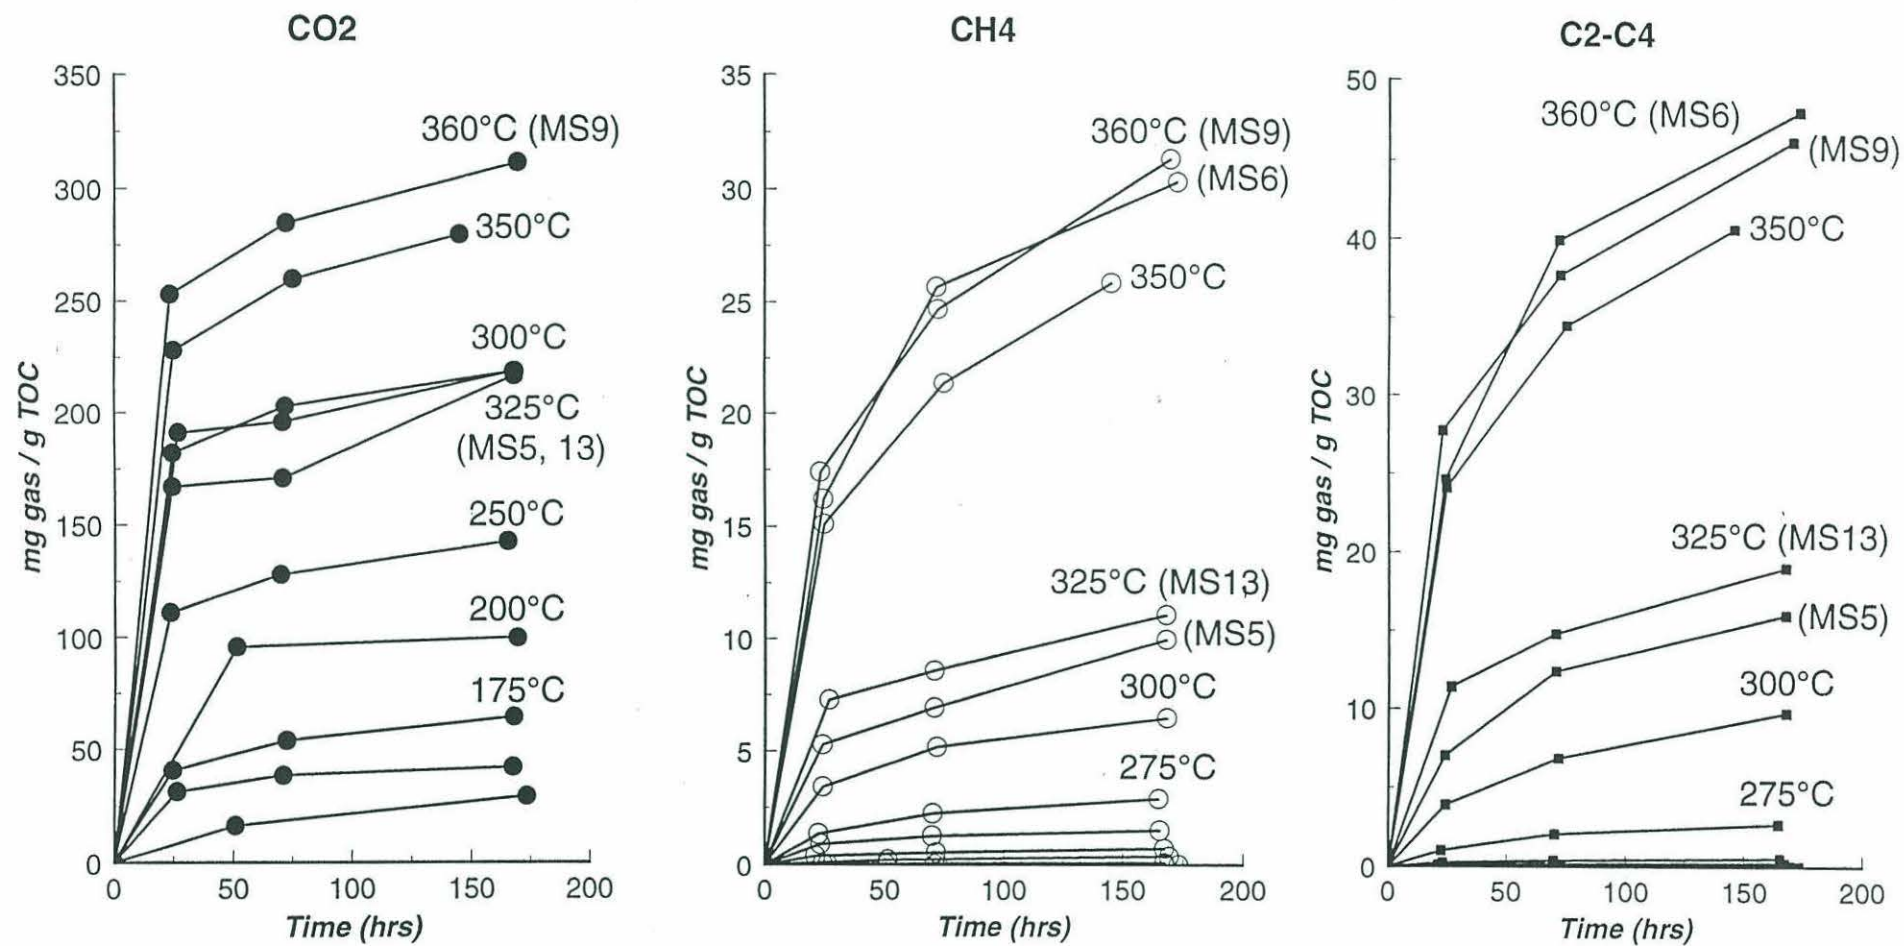 CO2
350
300
250
200
150
100
50
0
mg gas / g TOC
360°C (MS9)
350°C
300°C
325°C
(MS5, 13)
250°C
200°C
175°C
0 50 100 150 200
Time (hrs)
CH4
35
30
25
20
15
10
5
0
mg gas / g TOC
360°C (MS9)
(MS6)
350°C
325°C (MS13)
(MS5)
300°C
275°C
0 50 100 150 200
Time (hrs)
C2-C4
50
40
30
20
10
0
mg gas / g TOC
360°C (MS6)
(MS9)
350°C
325°C (MS13)
(MS5)
300°C
275°C
0 50 100 150 200
Time (hrs)